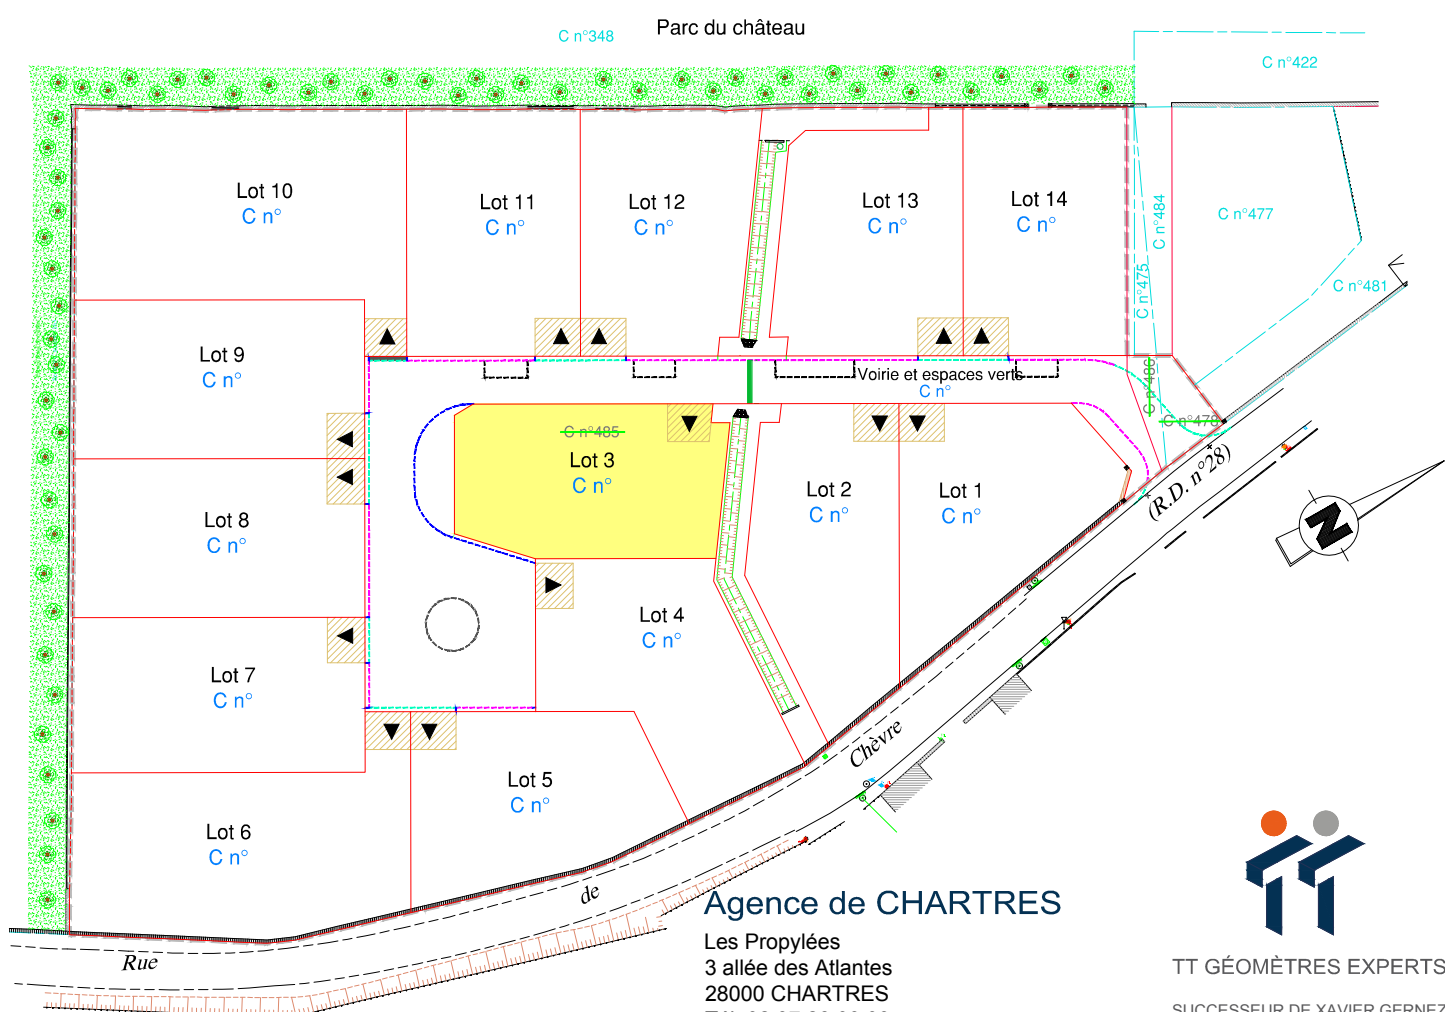 Parc du château
C n°348
C n°422
Lot 10
C n°
Lot 11
C n°
Lot 12
C n°
Lot 13
C n°
Lot 14
C n°
C n°484
C n°475
C n°477
C n°481
Lot 9
C n°
Voirie et espaces verts
C n°
C n°486
C n°478
C n°485
Lot 3
C n°
Lot 2
C n°
Lot 1
C n°
(R.D. n°28)
N
Lot 8
C n°
Lot 4
C n°
Lot 7
C n°
Lot 5
C n°
Lot 6
C n°
Rue
de
Chèvre
Agence de CHARTRES
Les Propylées
3 allée des Atlantes
28000 CHARTRES
TT GÉOMÈTRES EXPERTS
SUCCESSEUR DE XAVIER GERNEZ